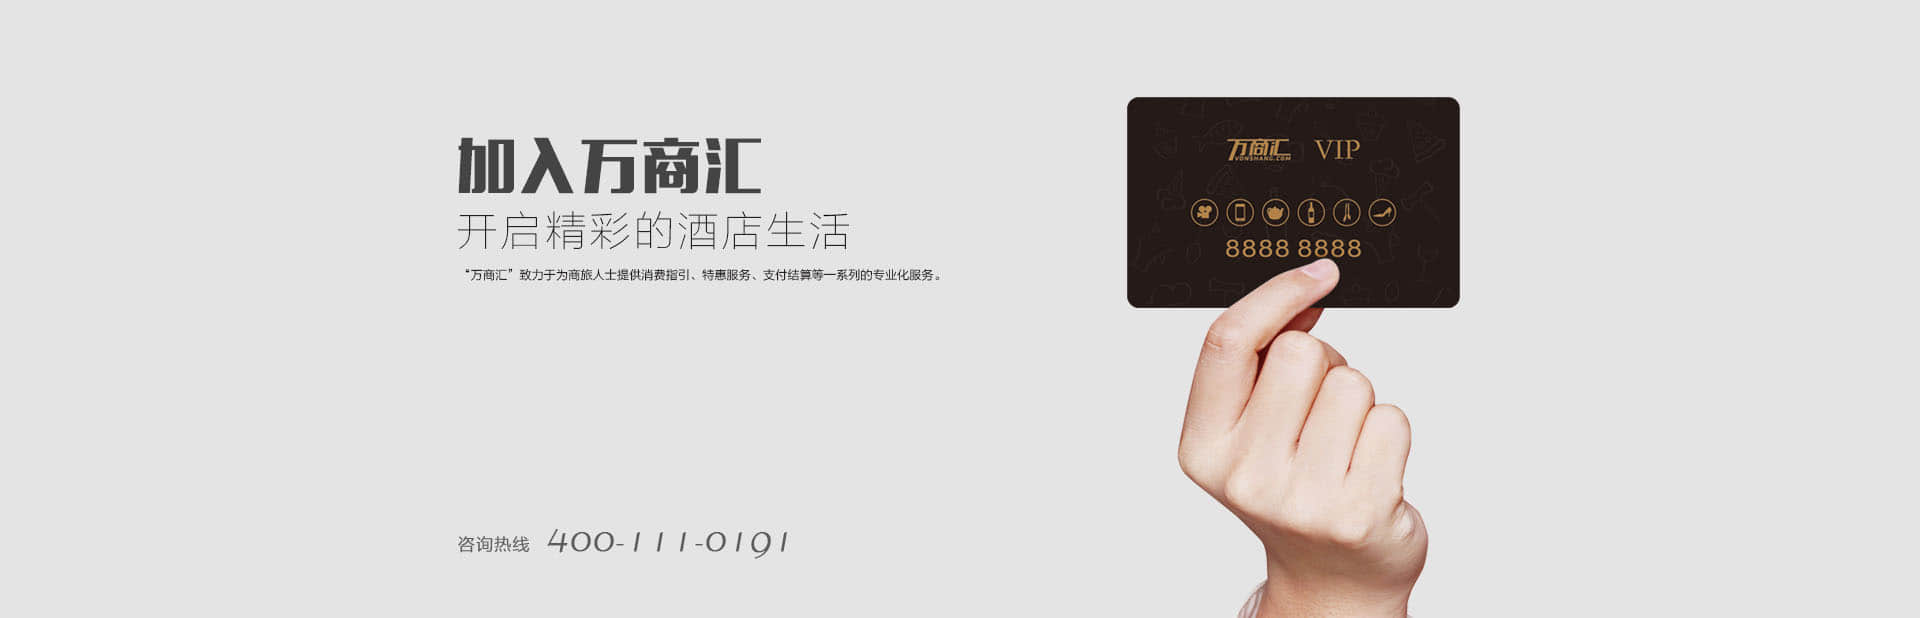 加入万商汇
开启精彩的酒店生活
“万商汇”致力于为商旅人士提供消费指引、特惠服务、支付结算等一系列的专业化服务。
咨询热线 400-111-0191
万商汇 VIP
VONSHANG.COM
8888 8888